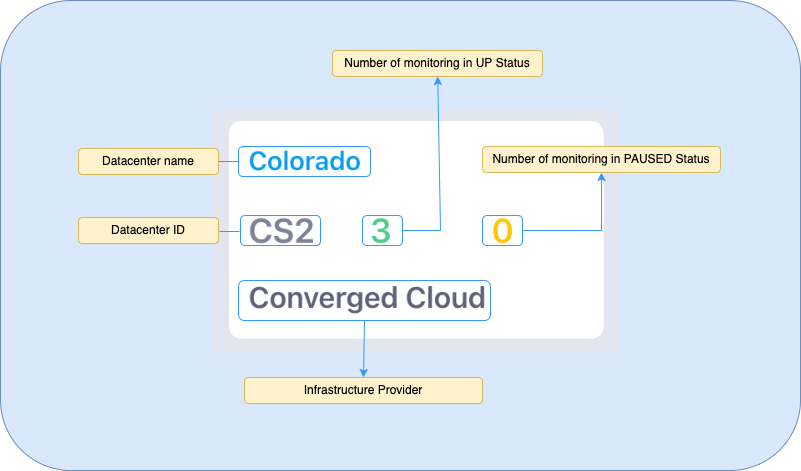 Number of monitoring in UP Status
Datacenter name
Colorado
Number of monitoring in PAUSED Status
Datacenter ID
CS2
3
0
Converged Cloud
Infrastructure Provider